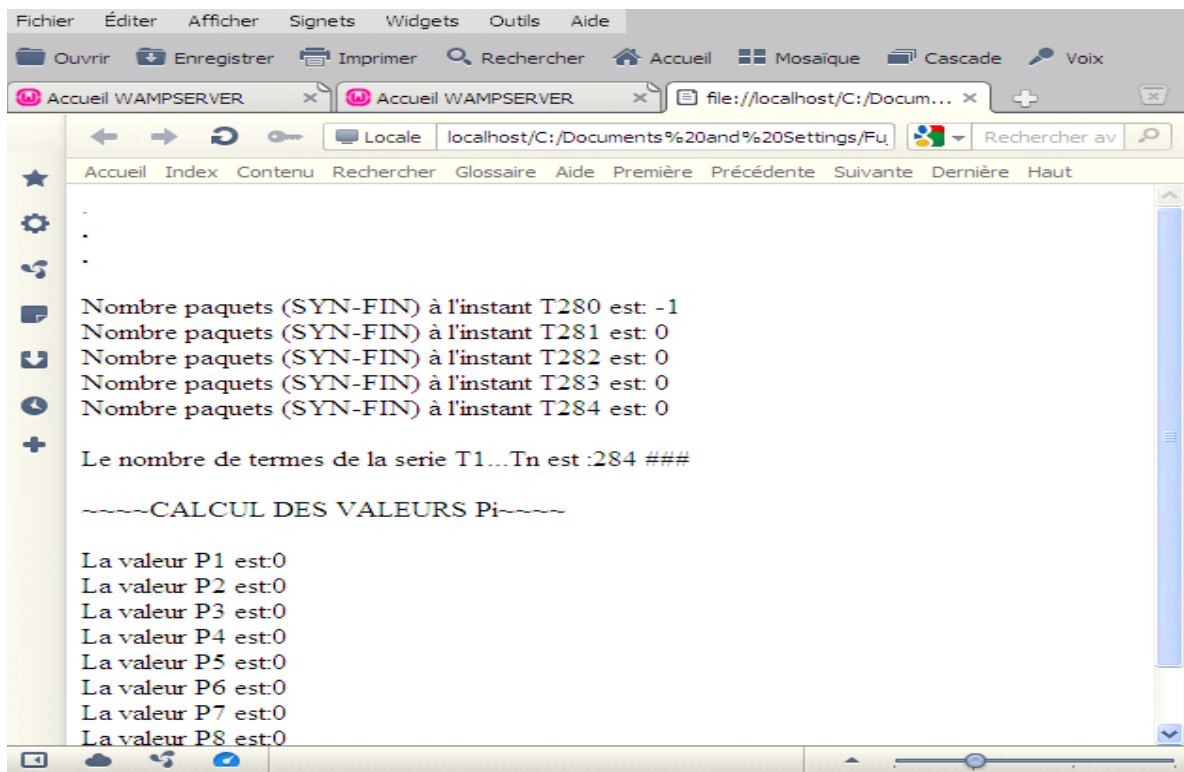 Fichier Éditer Afficher Signets Widgets Outils Aide
Ouvrir Enregistrer Imprimer Rechercher Accueil Mosaïque Cascade Voix
Accueil WAMPSERVER Accueil WAMPSERVER file://localhost/C:/Docum...
Locale localhost/C:/Documents%20and%20Settings/Fuj Rechercher av
Accueil Index Contenu Rechercher Glossaire Aide Première Précédente Suivante Dernière Haut
.
.
.
Nombre paquets (SYN-FIN) à l'instant T280 est: -1
Nombre paquets (SYN-FIN) à l'instant T281 est: 0
Nombre paquets (SYN-FIN) à l'instant T282 est: 0
Nombre paquets (SYN-FIN) à l'instant T283 est: 0
Nombre paquets (SYN-FIN) à l'instant T284 est: 0
Le nombre de termes de la serie T1...Tn est :284 ###
~~~~CALCUL DES VALEURS Pi~~~~
La valeur P1 est:0
La valeur P2 est:0
La valeur P3 est:0
La valeur P4 est:0
La valeur P5 est:0
La valeur P6 est:0
La valeur P7 est:0
La valeur P8 est:0